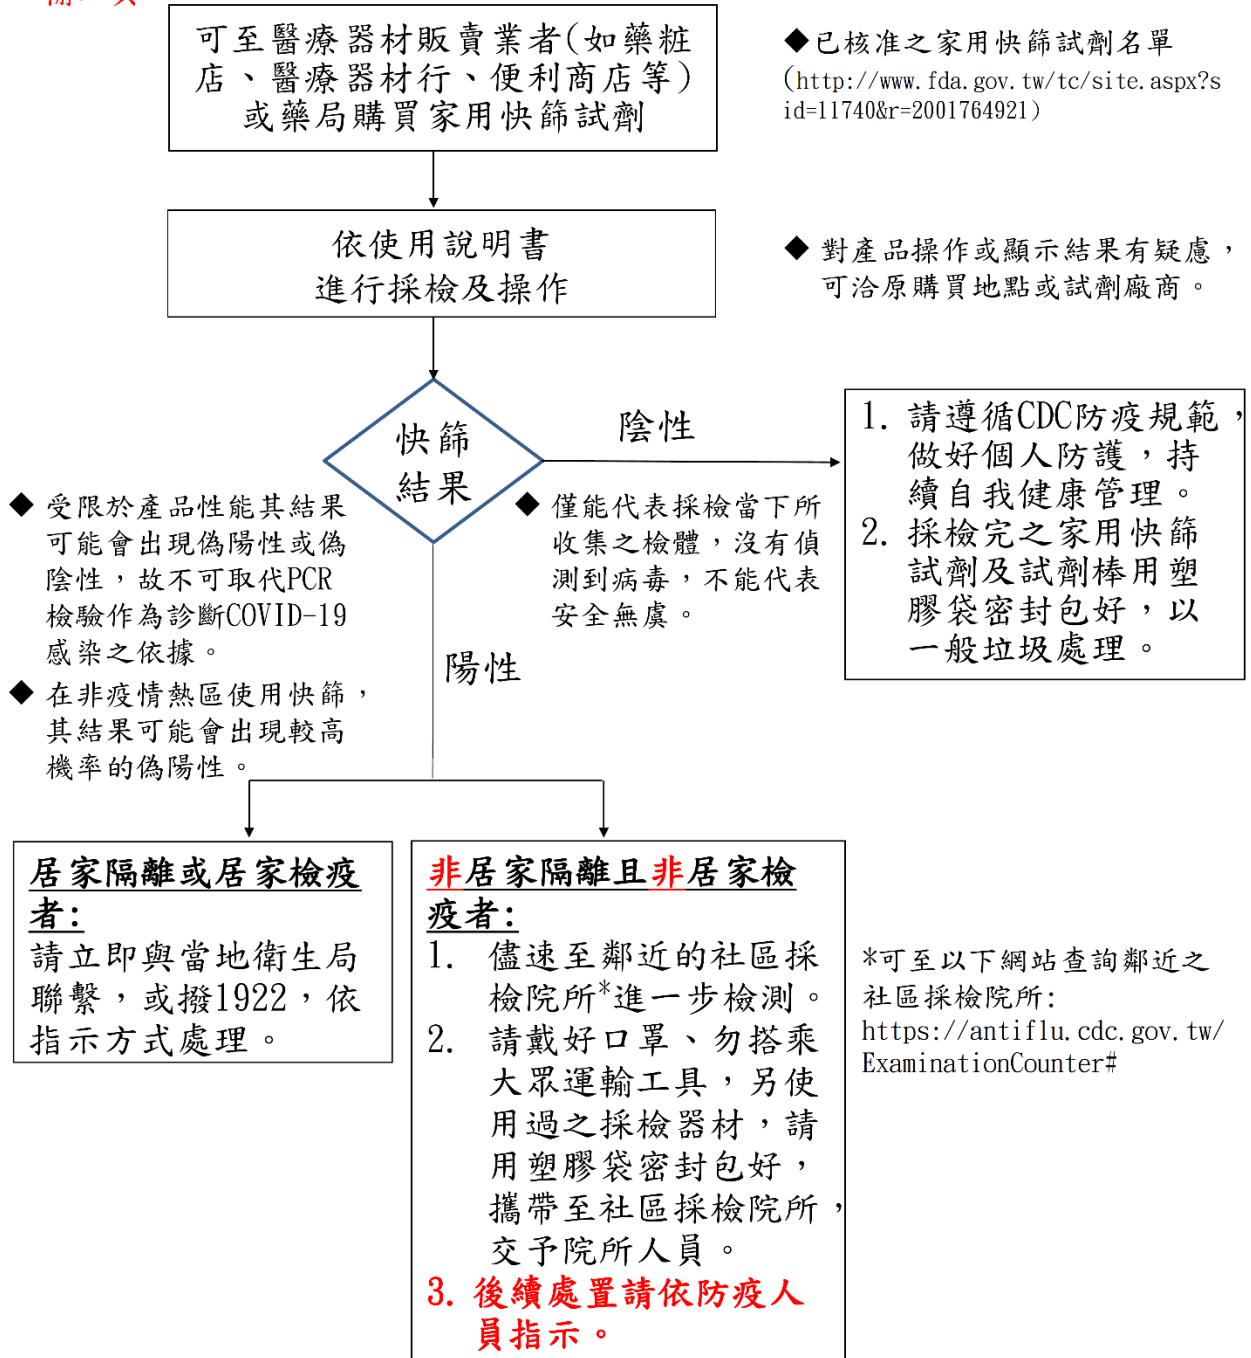 可至醫療器材販賣業者(如藥粧
店、醫療器材行、便利商店等)
或藥局購買家用快篩試劑
◆已核准之家用快篩試劑名單
(http://www.fda.gov.tw/tc/site.aspx?s
id=11740&r=2001764921)
依使用說明書
進行採檢及操作
◆ 對產品操作或顯示結果有疑慮，
可洽原購買地點或試劑廠商。
快篩
結果
陰性
1. 請遵循CDC防疫規範，
做好個人防護，持
續自我健康管理。
2. 採檢完之家用快篩
試劑及試劑棒用塑
膠袋密封包好，以
一般垃圾處理。
◆ 受限於產品性能其結果
可能會出現偽陽性或偽
陰性，故不可取代PCR
檢驗作為診斷COVID-19
感染之依據。
◆ 在非疫情熱區使用快篩，
其結果可能會出現較高
機率的偽陽性。
◆ 僅能代表採檢當下所
收集之檢體，沒有偵
測到病毒，不能代表
安全無虞。
陽性
居家隔離或居家檢疫
者:
請立即與當地衛生局
聯繫，或撥1922，依
指示方式處理。
非居家隔離且非居家檢
疫者:
1. 儘速至鄰近的社區採
檢院所*進一步檢測。
2. 請戴好口罩、勿搭乘
大眾運輸工具，另使
用過之採檢器材，請
用塑膠袋密封包好，
攜帶至社區採檢院所，
交予院所人員。
3. 後續處置請依防疫人
員指示。
*可至以下網站查詢鄰近之
社區採檢院所:
https://antiflu.cdc.gov.tw/
ExaminationCounter#